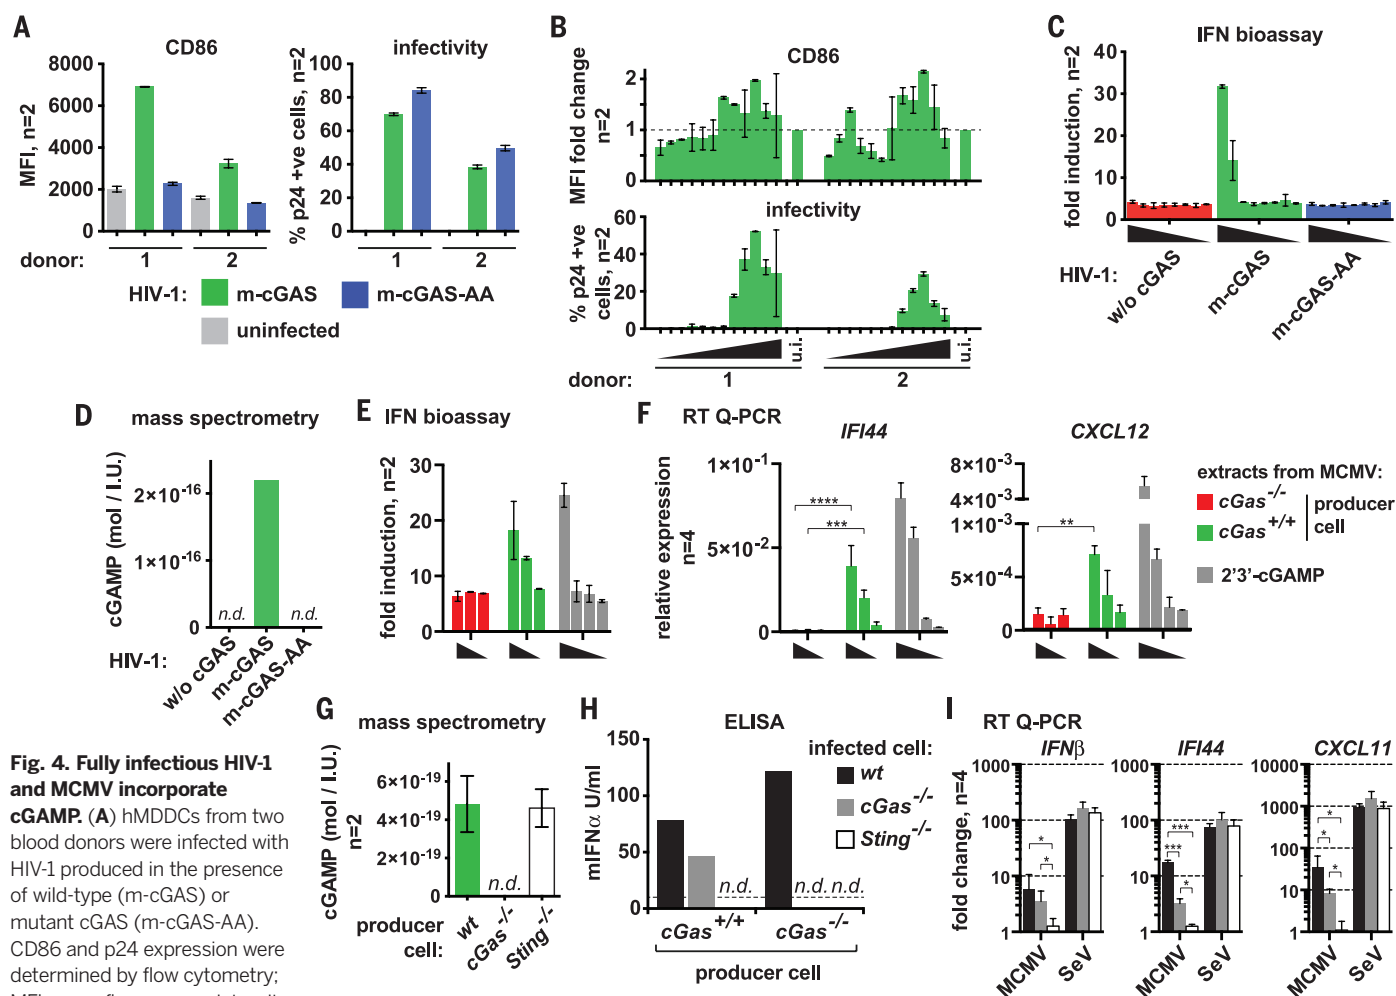 A
CD86
infectivity
MFI, n=2
8000
6000
4000
2000
0
% p24 +ve cells, n=2
100
80
60
40
20
0
donor: 1 2 1 2
HIV-1: m-cGAS m-cGAS-AA
uninfected
B
CD86
MFI fold change
n=2
2
1
0
infectivity
% p24 +ve
cells, n=2
60
40
20
0
u.i.
u.i.
donor: 1 2
C
IFN bioassay
fold induction, n=2
40
30
20
10
0
HIV-1:
w/o cGAS
m-cGAS
m-cGAS-AA
D
mass spectrometry
cGAMP (mol / I.U.)
2×10⁻¹⁶
1×10⁻¹⁶
0
n.d. n.d.
HIV-1:
w/o cGAS
m-cGAS
m-cGAS-AA
E IFN bioassay
fold induction, n=2
30
20
10
0
F RT Q-PCR
IFI44
relative expression
n=4
1×10⁻¹
5×10⁻²
0
****
***
CXCL12
8×10⁻³
4×10⁻³
1×10⁻³
5×10⁻⁴
0
**
extracts from MCMV:
cGas⁻/⁻
cGas⁺/⁺
producer
cell
2'3'-cGAMP
G
mass spectrometry
cGAMP (mol / I.U.)
n=2
6×10⁻¹⁹
4×10⁻¹⁹
2×10⁻¹⁹
0
n.d.
producer
cell:
wt
cGas⁻/⁻
Sting⁻/⁻
H
ELISA
mIFNα U/ml
150
100
50
0
n.d. n.d. n.d.
cGas⁺/⁺ cGas⁻/⁻
producer cell
infected cell:
wt
cGas⁻/⁻
Sting⁻/⁻
I RT Q-PCR
fold change, n=4
IFNβ
1000
100
10
1
*
*
MCMV
SeV
IFI44
1000
100
10
1
***
***
*
MCMV
SeV
CXCL11
10000
1000
100
10
1
*
*
*
MCMV
SeV
Fig. 4. Fully infectious HIV-1
and MCMV incorporate
cGAMP. (A) hMDDCs from two
blood donors were infected with
HIV-1 produced in the presence
of wild-type (m-cGAS) or
mutant cGAS (m-cGAS-AA).
CD86 and p24 expression were
determined by flow cytometry;